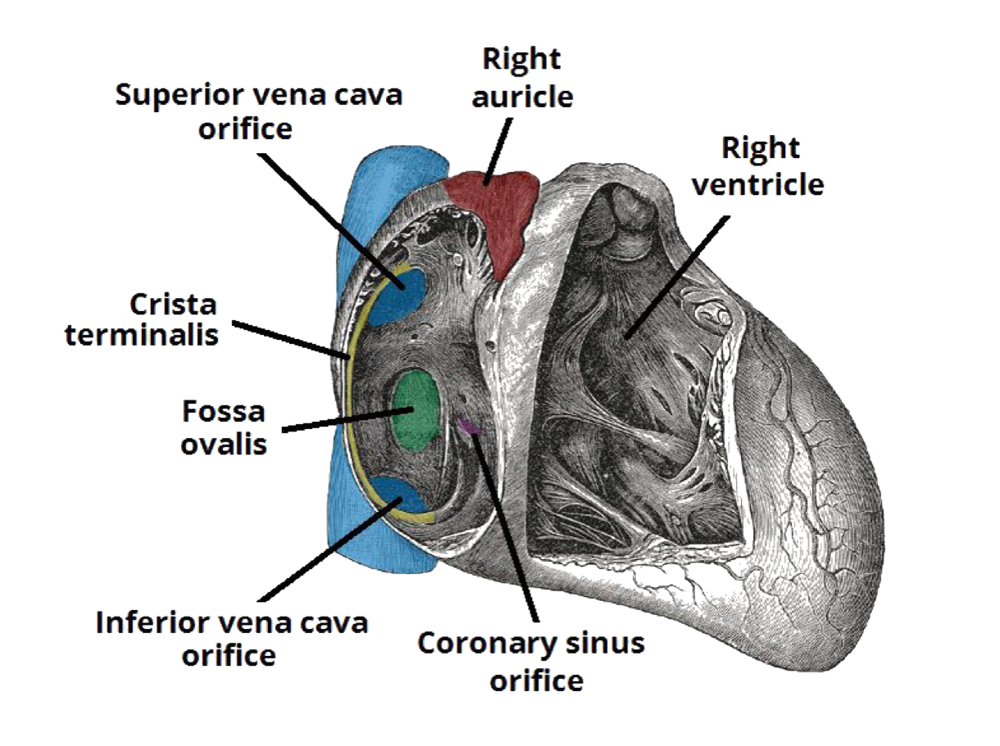 Right
auricle
Superior vena cava
orifice
Right
ventricle
Crista
terminalis
Fossa
ovalis
Inferior vena cava
orifice
Coronary sinus
orifice